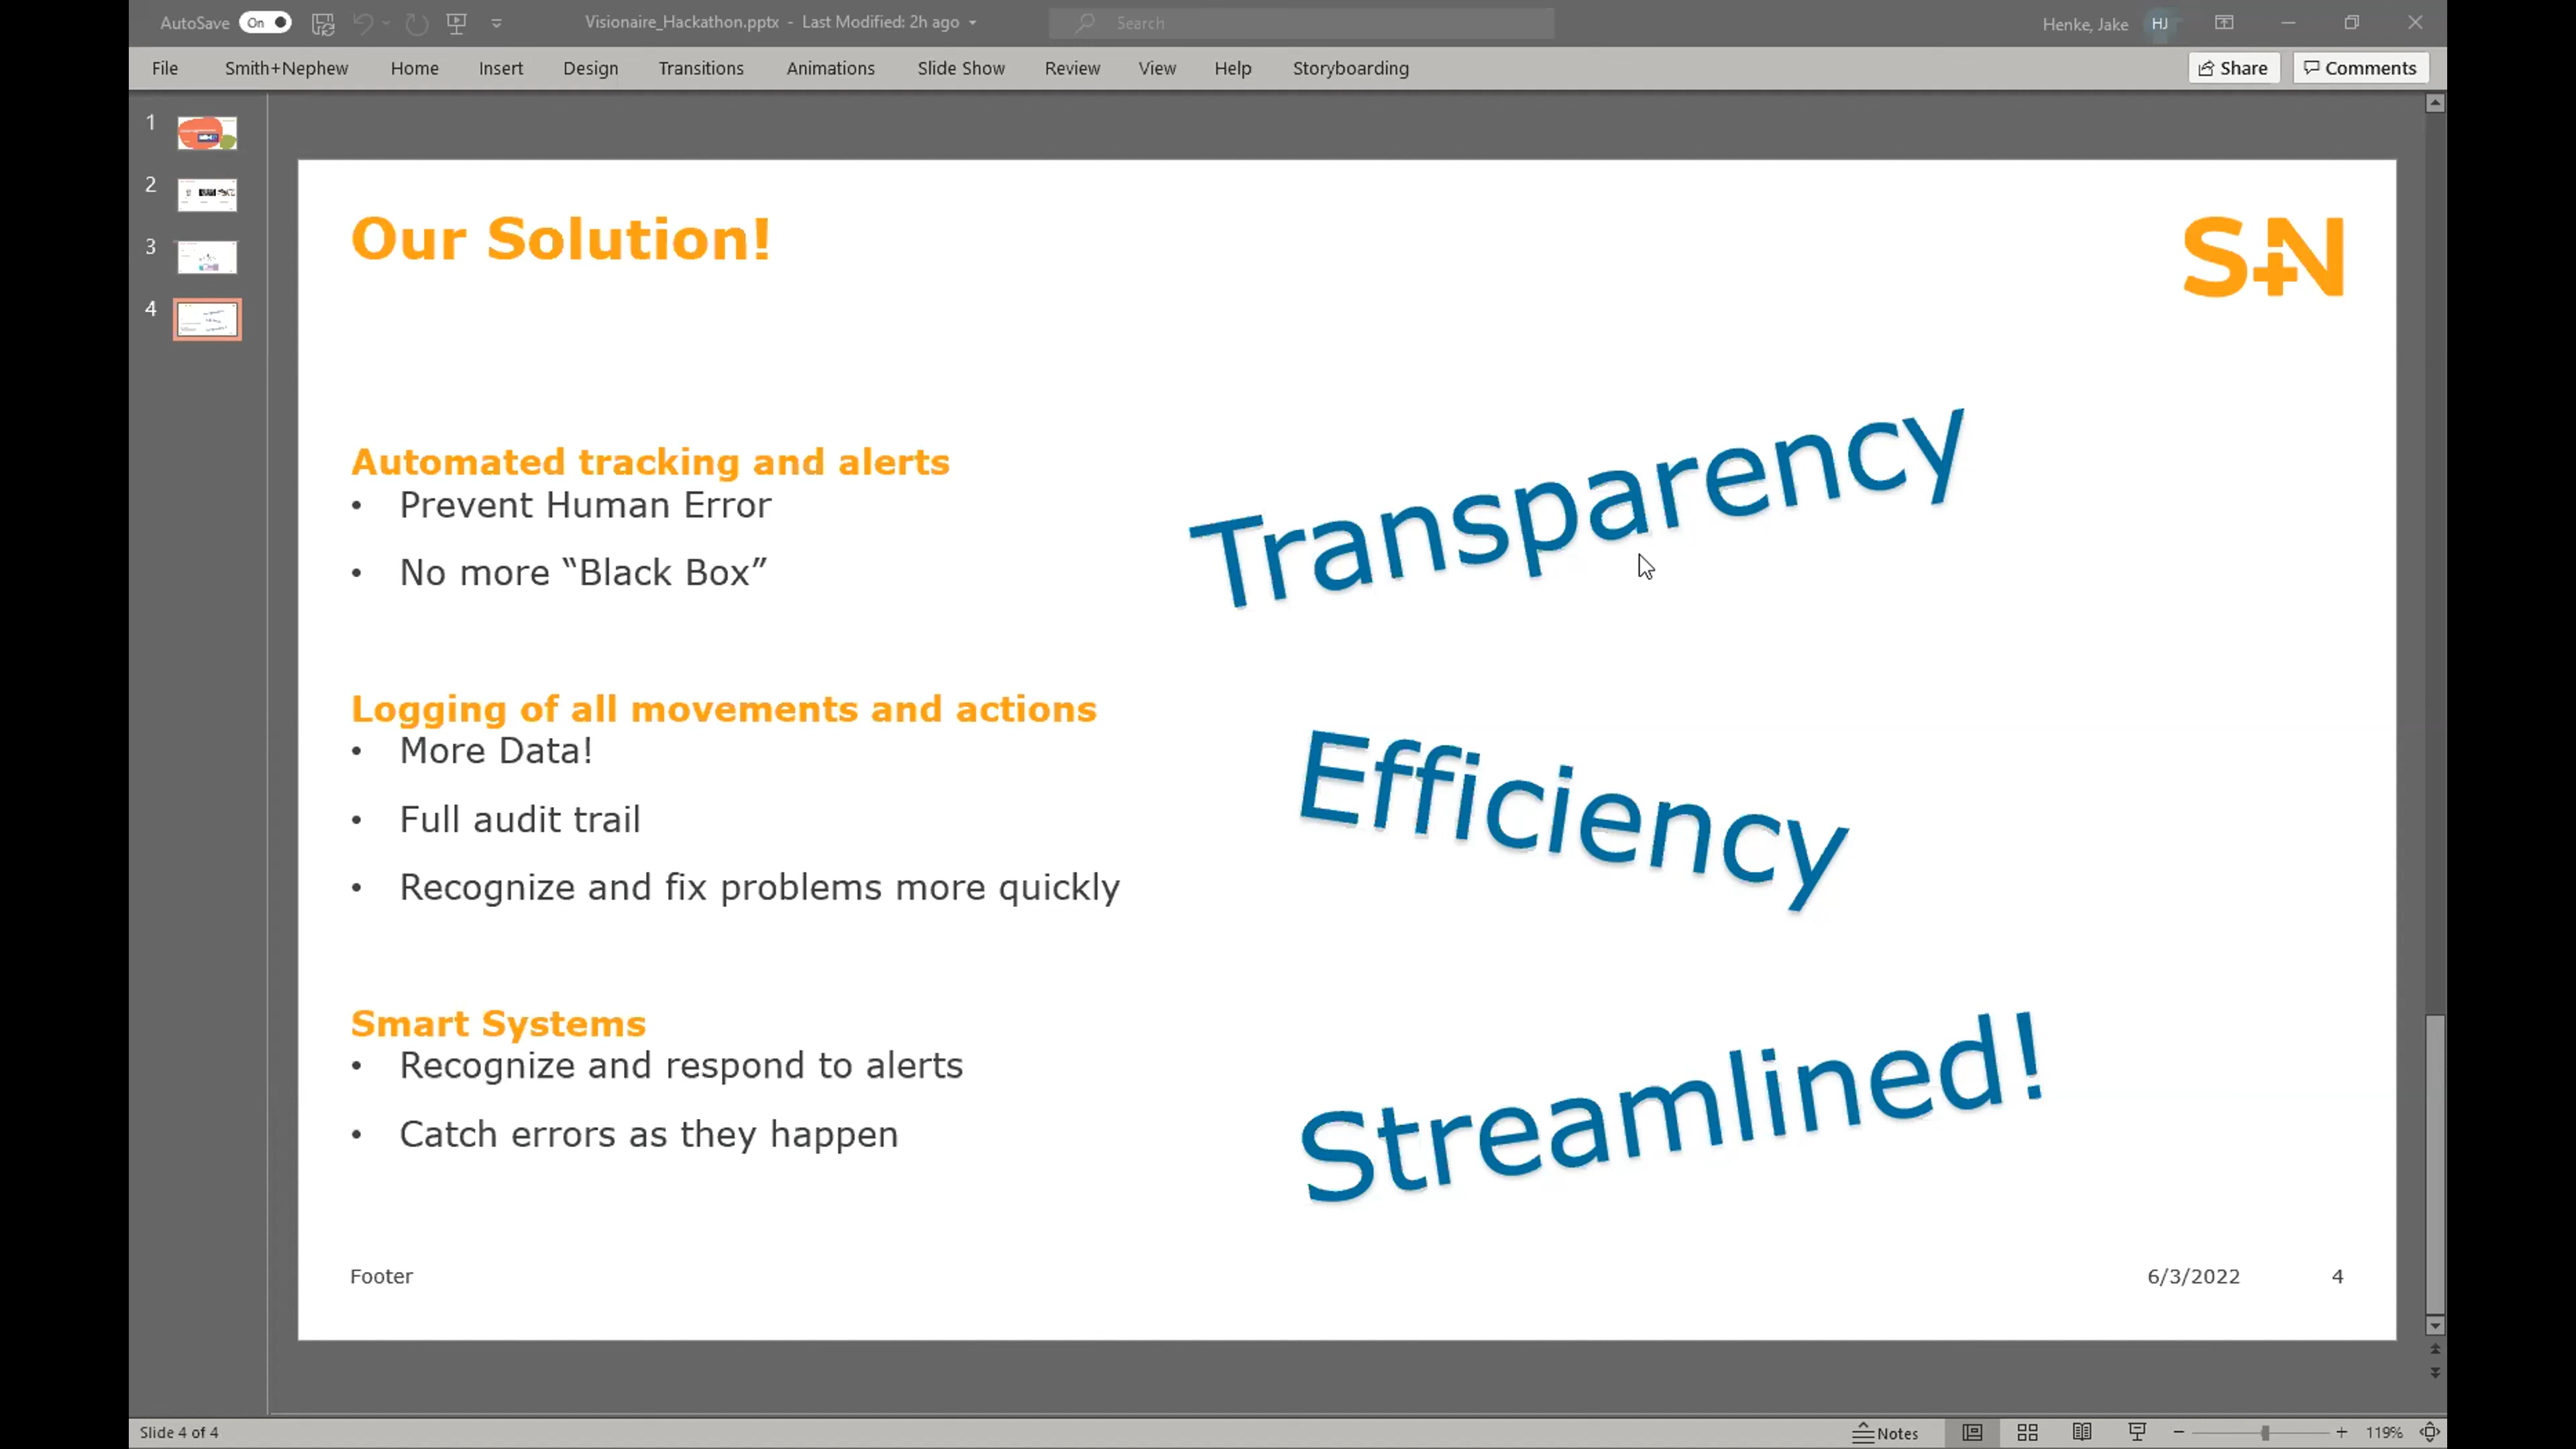 AutoSave On
Visionaire_Hackathon.pptx - Last Modified: 2h ago
Search
Henke, Jake HJ
File Smith+Nephew Home Insert Design Transitions Animations Slide Show Review View Help Storyboarding Share Comments
1
2
3
4
Our Solution!
S+N
Automated tracking and alerts
• Prevent Human Error
• No more “Black Box”
Transparency
Logging of all movements and actions
• More Data!
• Full audit trail
• Recognize and fix problems more quickly
Efficiency
Smart Systems
• Recognize and respond to alerts
• Catch errors as they happen
Streamlined!
Footer 6/3/2022 4
Slide 4 of 4 Notes 119%